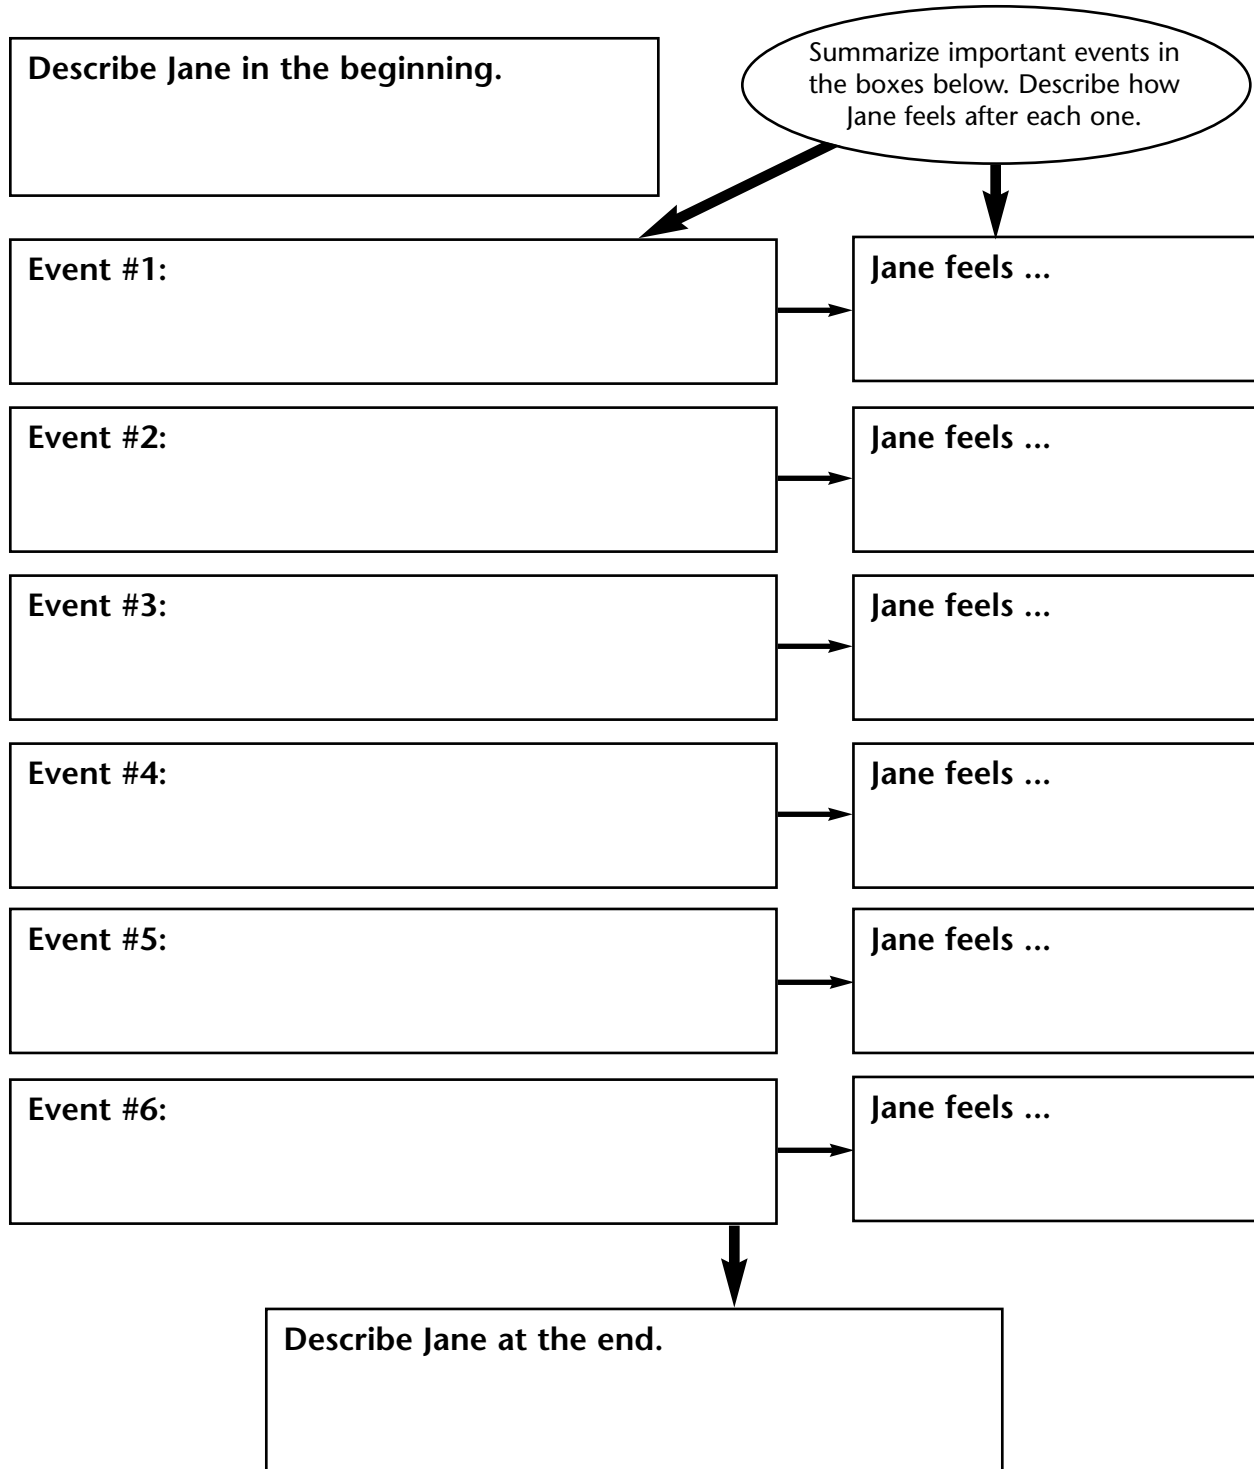 Describe Jane in the beginning.
Summarize important events in
the boxes below. Describe how
Jane feels after each one.
Event #1:
Jane feels ...
Event #2:
Jane feels ...
Event #3:
Jane feels ...
Event #4:
Jane feels ...
Event #5:
Jane feels ...
Event #6:
Jane feels ...
Describe Jane at the end.